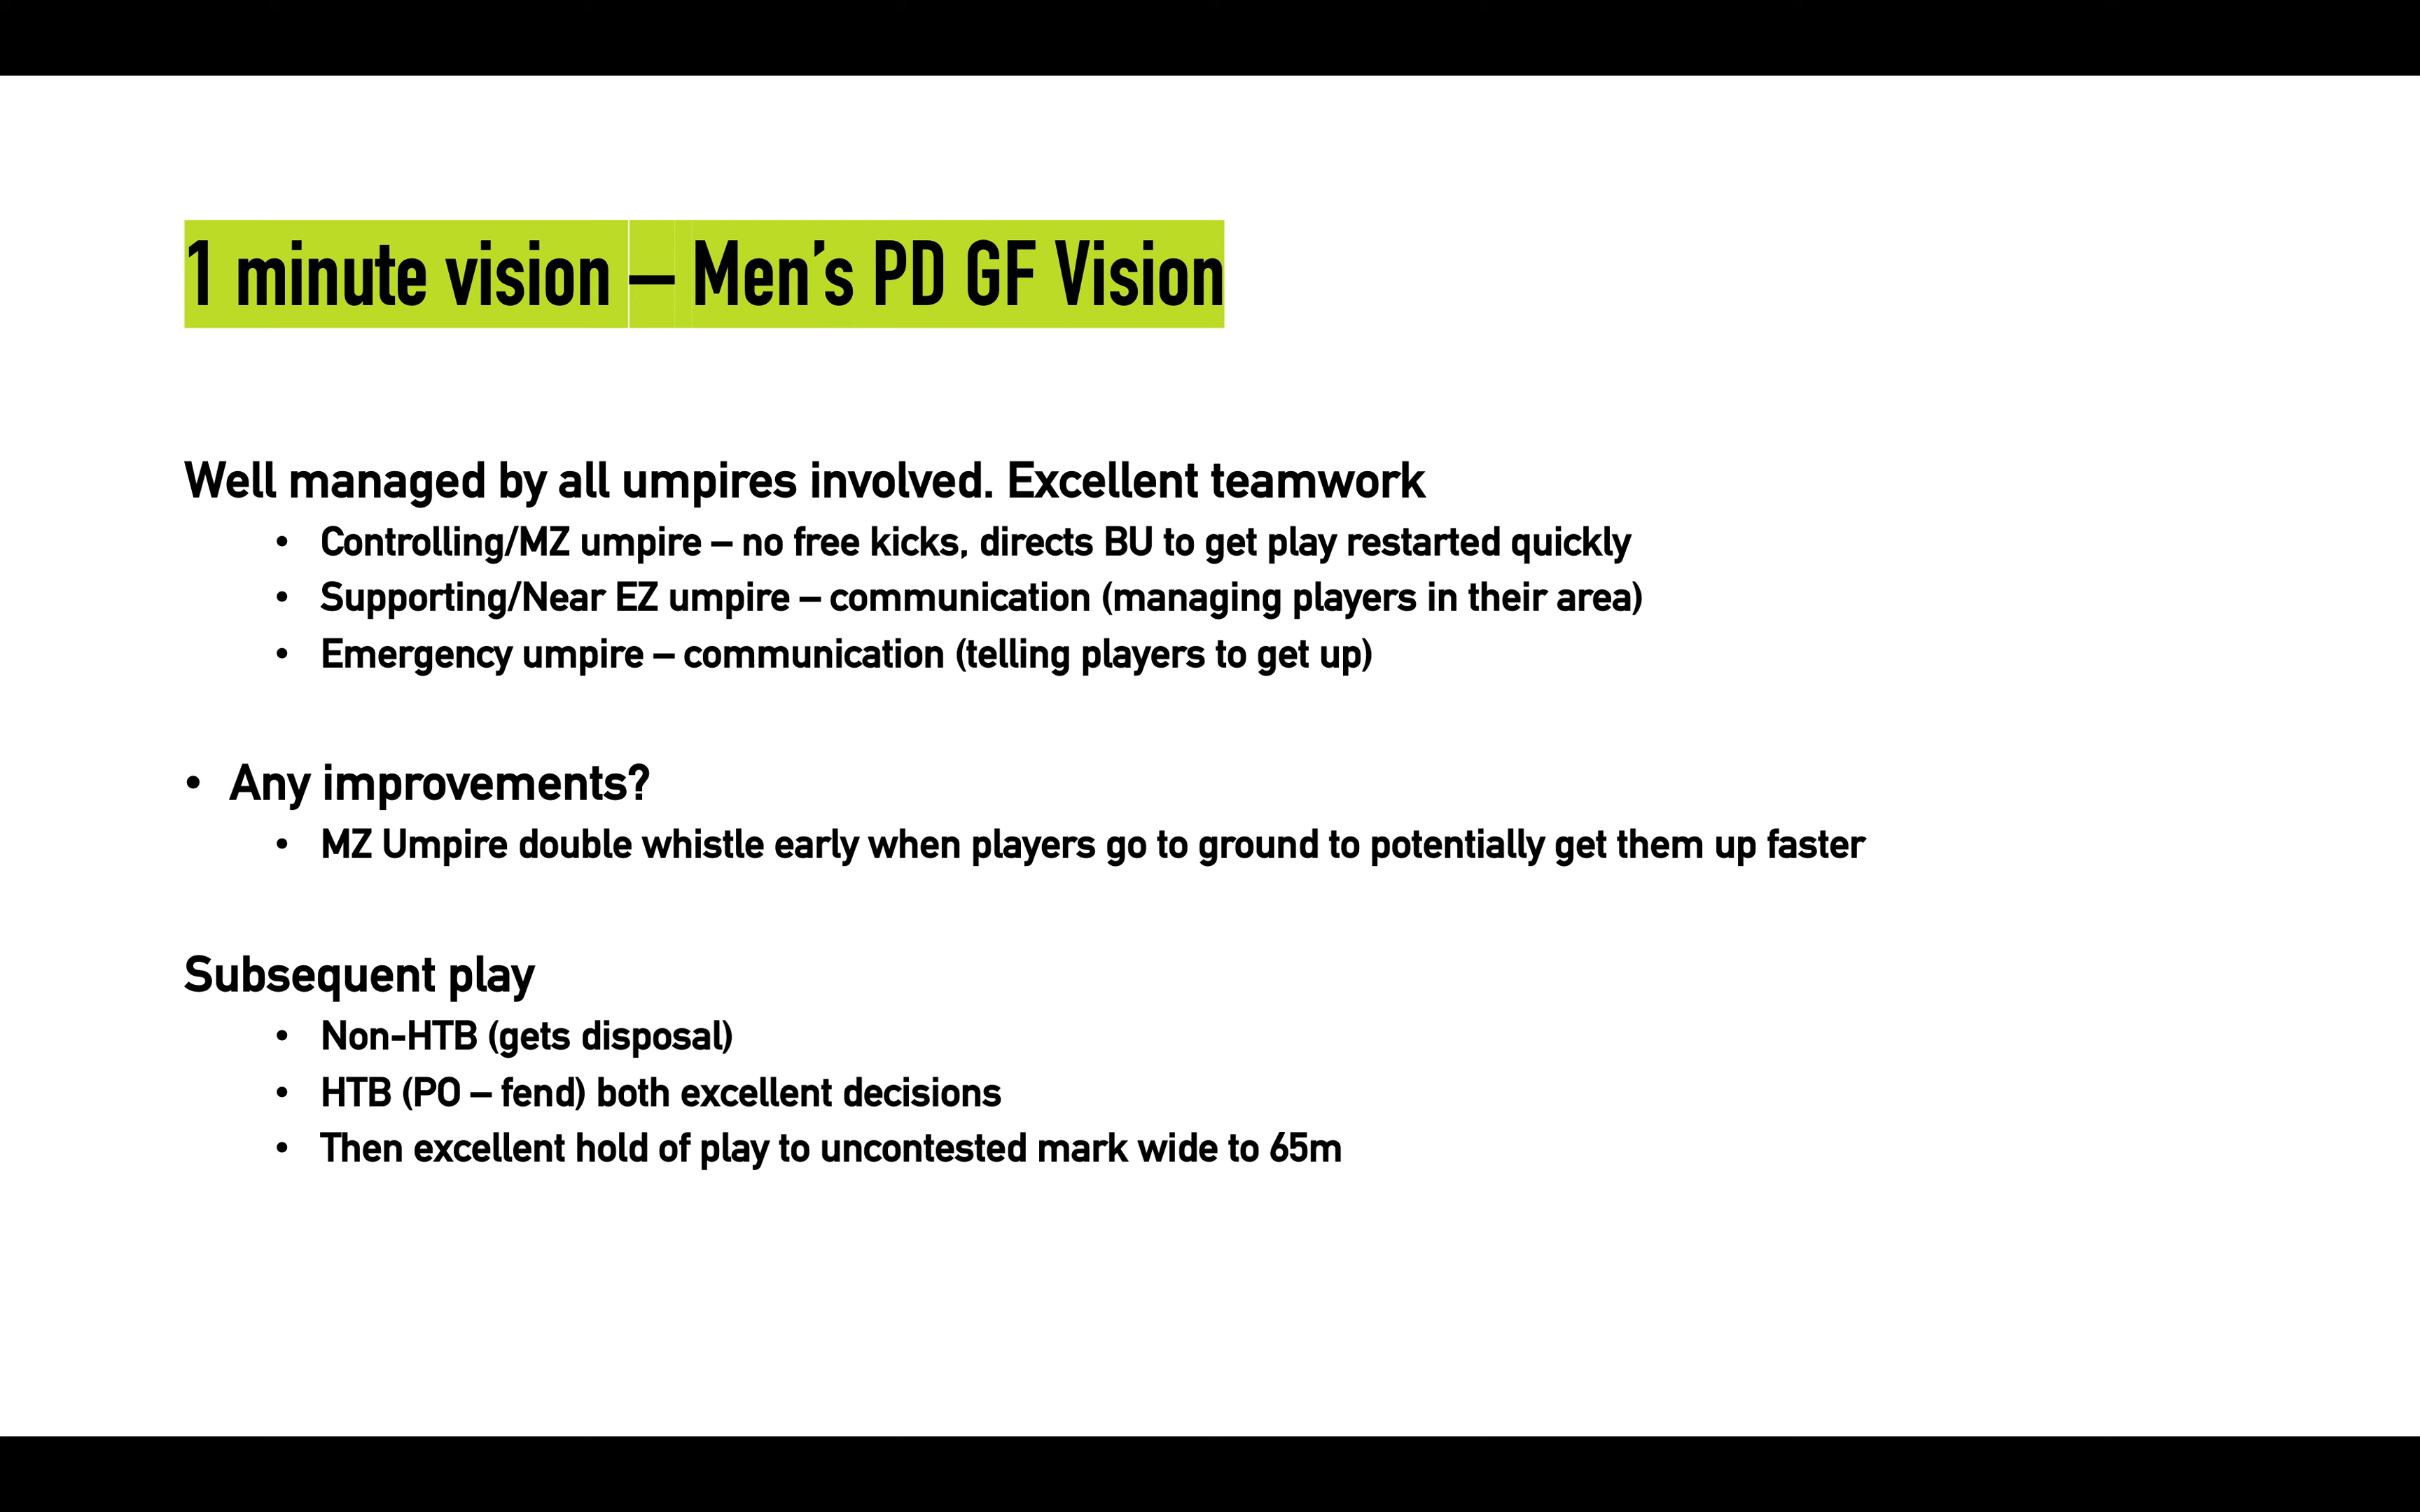 1 minute vision – Men’s PD GF Vision
Well managed by all umpires involved. Excellent teamwork
• Controlling/MZ umpire – no free kicks, directs BU to get play restarted quickly
• Supporting/Near EZ umpire – communication (managing players in their area)
• Emergency umpire – communication (telling players to get up)
• Any improvements?
• MZ Umpire double whistle early when players go to ground to potentially get them up faster
Subsequent play
• Non-HTB (gets disposal)
• HTB (PO – fend) both excellent decisions
• Then excellent hold of play to uncontested mark wide to 65m